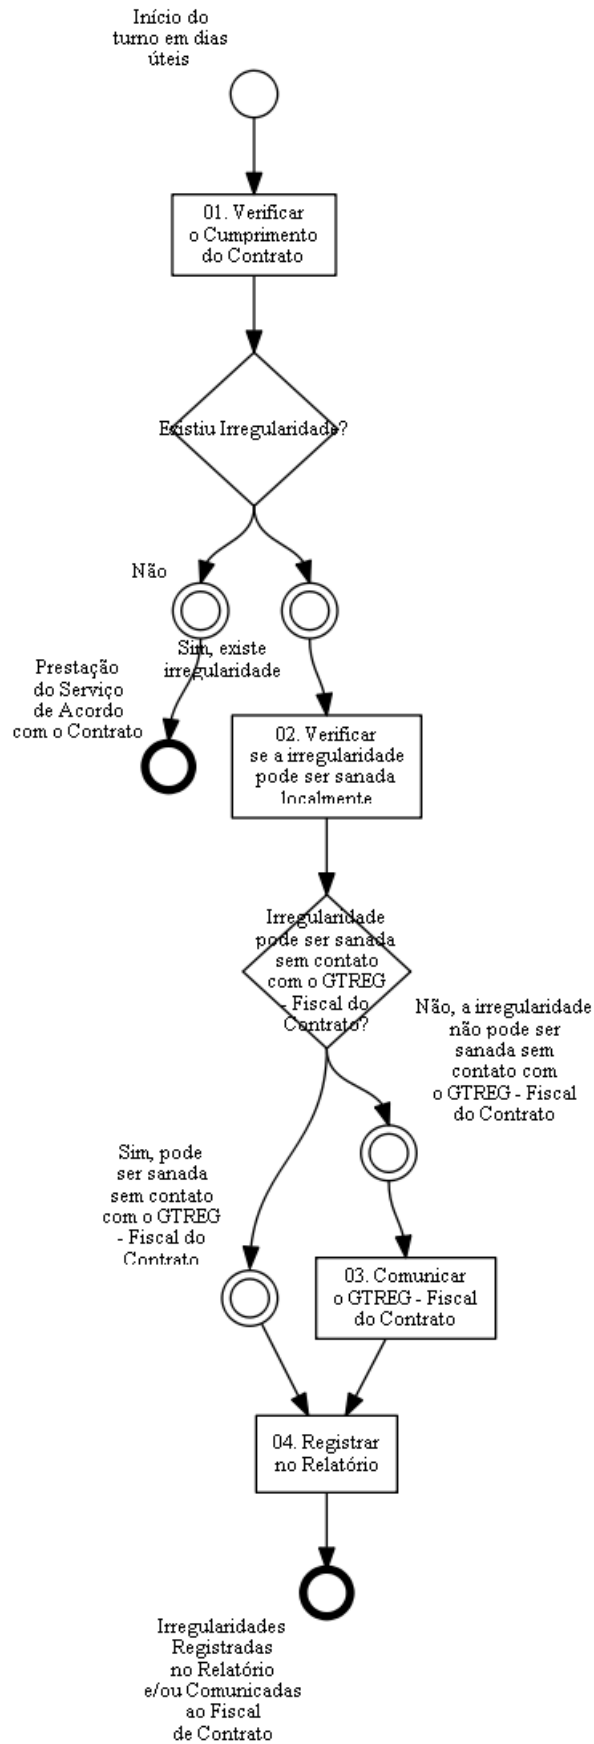 Início do
turno em dias
úteis
01. Verificar
o Cumprimento
do Contrato
Existiu Irregularidade?
Não
Sim, existe
irregularidade
Prestação
do Serviço
de Acordo
com o Contrato
02. Verificar
se a irregularidade
pode ser sanada
localmente
Irregularidade
pode ser sanada
sem contato
com o GTREG
- Fiscal do
Contrato?
Não, a irregularidade
não pode ser
sanada sem
contato com
o GTREG - Fiscal
do Contrato
Sim, pode
ser sanada
sem contato
com o GTREG
- Fiscal do
Contrato
03. Comunicar
o GTREG - Fiscal
do Contrato
04. Registrar
no Relatório
Irregularidades
Registradas
no Relatório
e/ou Comunicadas
ao Fiscal
de Contrato